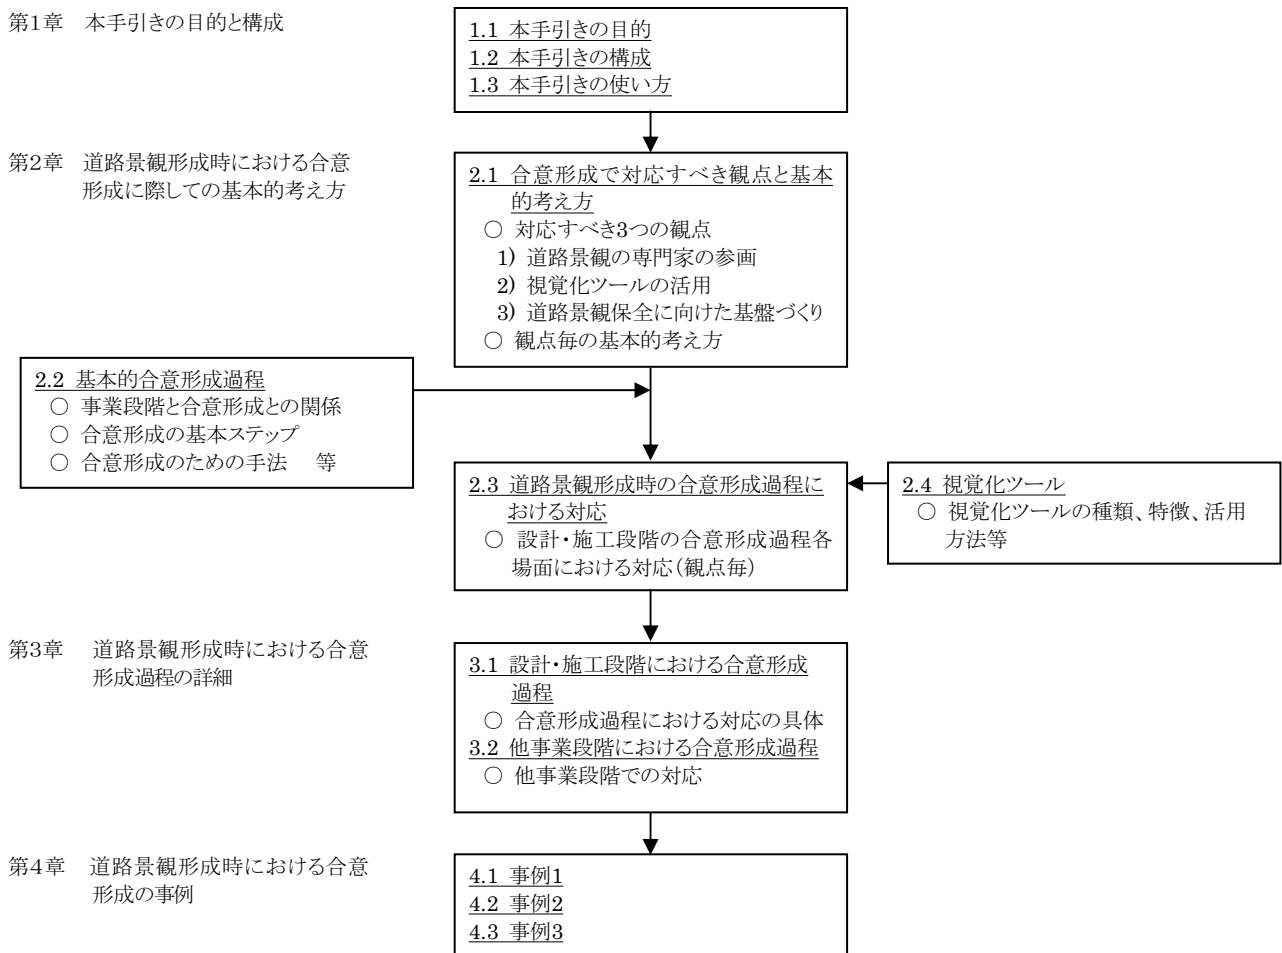 第1章　本手引きの目的と構成
1.1 本手引きの目的
1.2 本手引きの構成
1.3 本手引きの使い方
第2章　道路景観形成時における合意
形成に際しての基本的考え方
2.1 合意形成で対応すべき観点と基本
的考え方
○ 対応すべき3つの観点
1) 道路景観の専門家の参画
2) 視覚化ツールの活用
3) 道路景観保全に向けた基盤づくり
○ 観点毎の基本的考え方
2.2 基本的合意形成過程
○ 事業段階と合意形成との関係
○ 合意形成の基本ステップ
○ 合意形成のための手法　等
2.3 道路景観形成時の合意形成過程に
おける対応
○ 設計・施工段階の合意形成過程各
場面における対応(観点毎)
2.4 視覚化ツール
○ 視覚化ツールの種類、特徴、活用
方法等
第3章　道路景観形成時における合意
形成過程の詳細
3.1 設計・施工段階における合意形成
過程
○ 合意形成過程における対応の具体
3.2 他事業段階における合意形成過程
○ 他事業段階での対応
第4章　道路景観形成時における合意
形成の事例
4.1 事例1
4.2 事例2
4.3 事例3